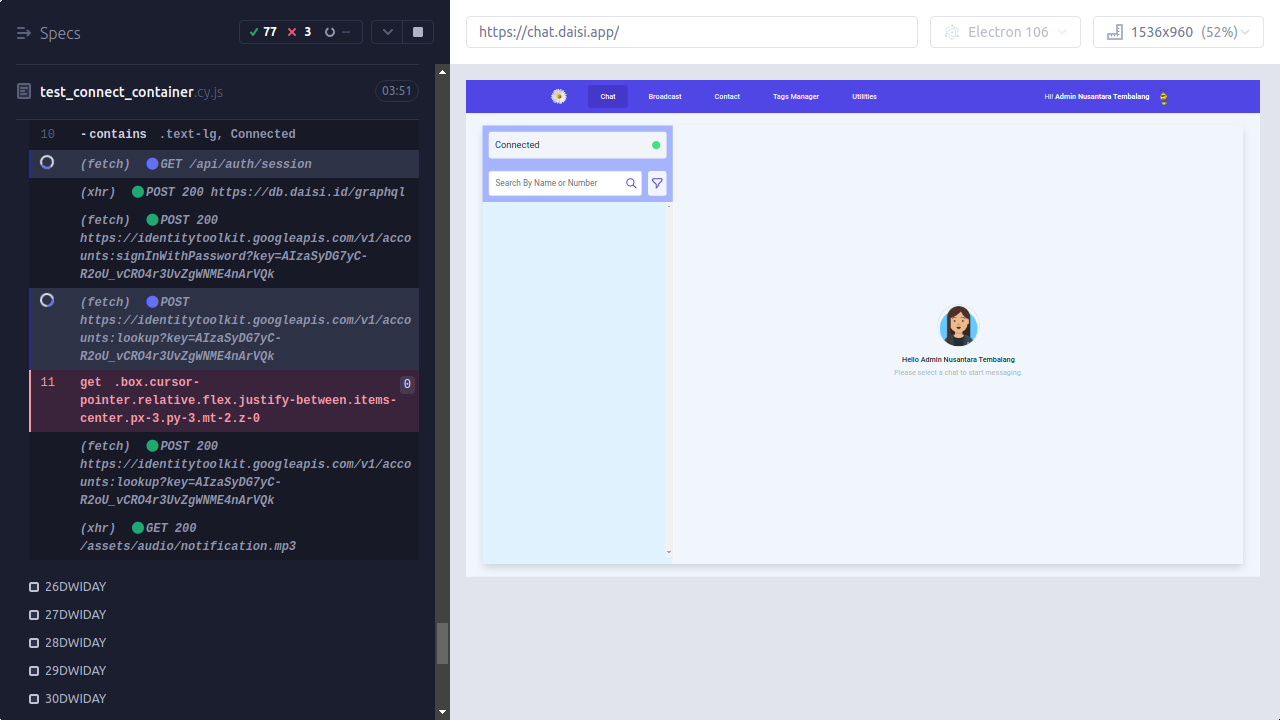 Specs
77
3
--
test_connect_container.cy.js
03:51
10 -contains .text-lg, Connected
(fetch) GET /api/auth/session
(xhr) POST 200 https://db.daisi.id/graphql
(fetch) POST 200
https://identitytoolkit.googleapis.com/v1/acco
unts:signInWithPassword?key=AIzaSyDG7yC-
R2oU_vCRO4r3UvZgWNME4nArVQk
(fetch) POST
https://identitytoolkit.googleapis.com/v1/acco
unts:lookup?key=AIzaSyDG7yC-
R2oU_vCRO4r3UvZgWNME4nArVQk
11 get .box.cursor-
pointer.relative.flex.justify-between.items-
center.px-3.py-3.mt-2.z-0
0
(fetch) POST 200
https://identitytoolkit.googleapis.com/v1/acco
unts:lookup?key=AIzaSyDG7yC-
R2oU_vCRO4r3UvZgWNME4nArVQk
(xhr) GET 200
/assets/audio/notification.mp3
26DWIDAY
27DWIDAY
28DWIDAY
29DWIDAY
30DWIDAY
https://chat.daisi.app/
Electron 106
1536x960 (52%)
Chat
Broadcast
Contact
Tags Manager
Utilities
Hi! Admin Nusantara Tembalang
Connected
Search By Name or Number
Hello Admin Nusantara Tembalang
Please select a chat to start messaging.